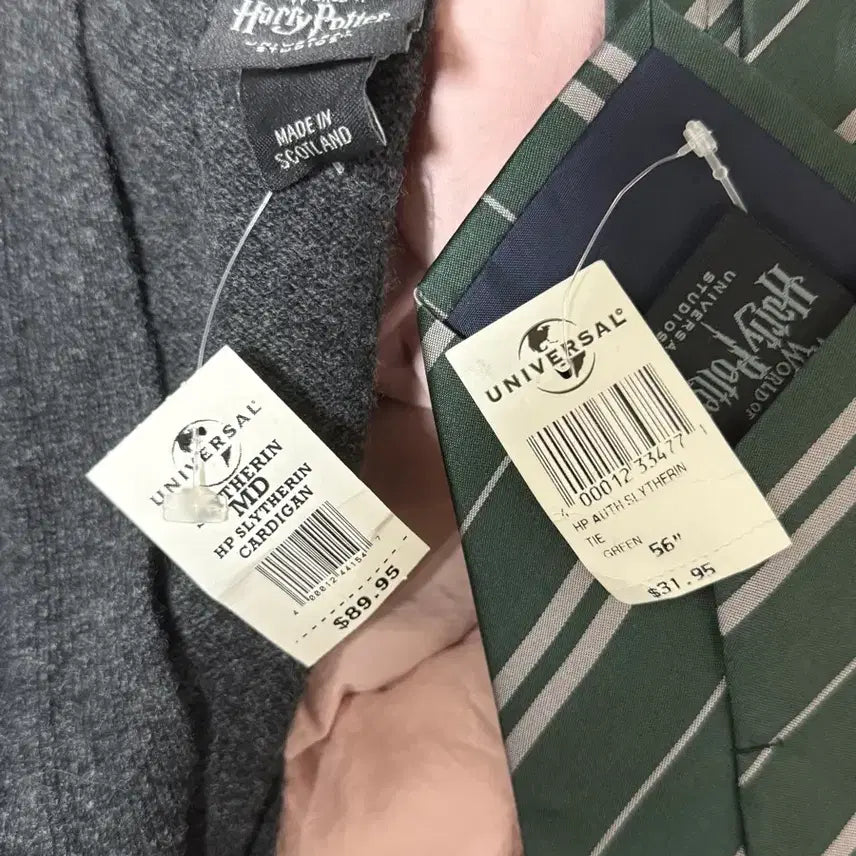 Harry Potter
MADE IN
SCOTLAND
UNIVERSAL
MD
HP SLYTHERIN
CARDIGAN
$89.95
UNIVERSAL
4 00012 33477
HP AUTH SLYTHERIN
TIE
GREEN 56"
$31.95
WORLD OF
Harry Potter
UNIVERSAL
STUDIOS